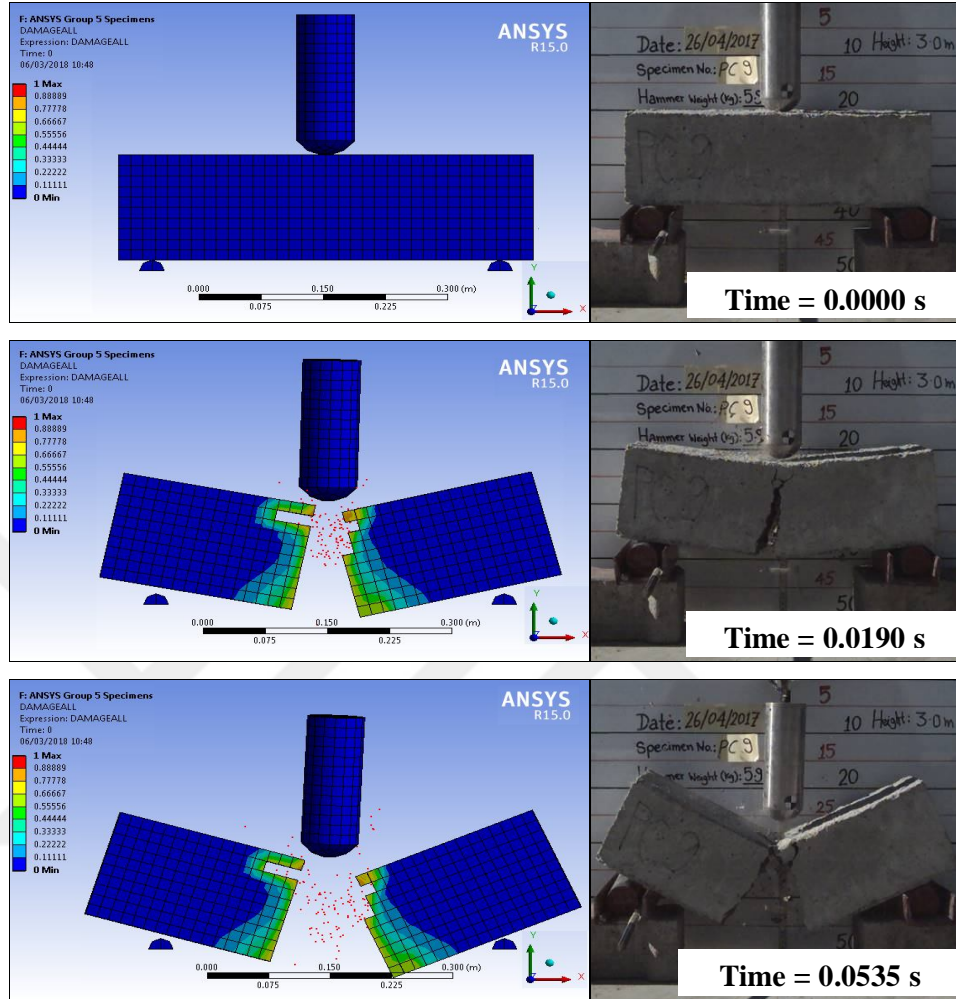 F: ANSYS Group 5 Specimens
DAMAGEALL
Expression: DAMAGEALL
Time: 0
06/03/2018 10:48
1 Max
0.88889
0.77778
0.66667
0.55556
0.44444
0.33333
0.22222
0.11111
0 Min
ANSYS
R15.0
0.000 0.150 0.300 (m)
0.075 0.225
Y
Z
X
5
Date: 26/04/2017 10 Height: 3.0m
Specimen No.: PC 9 15
Hammer Weight (kg): 59 20
40
45
50
Time = 0.0000 s
F: ANSYS Group 5 Specimens
DAMAGEALL
Expression: DAMAGEALL
Time: 0
06/03/2018 10:48
1 Max
0.88889
0.77778
0.66667
0.55556
0.44444
0.33333
0.22222
0.11111
0 Min
ANSYS
R15.0
0.000 0.150 0.300 (m)
0.075 0.225
Y
Z
X
5
Date: 26/04/2017 10 Height: 3.0m
Specimen No.: PC 9 15
Hammer Weight (kg): 59 20
45
Time = 0.0190 s
F: ANSYS Group 5 Specimens
DAMAGEALL
Expression: DAMAGEALL
Time: 0
06/03/2018 10:48
1 Max
0.88889
0.77778
0.66667
0.55556
0.44444
0.33333
0.22222
0.11111
0 Min
ANSYS
R15.0
0.000 0.150 0.300 (m)
0.075 0.225
Y
Z
X
5
Date: 26/04/2017 10 Height: 3.0m
Specimen No.: PC 9 15
Hammer Weight (kg): 59 20
25
50
Time = 0.0535 s